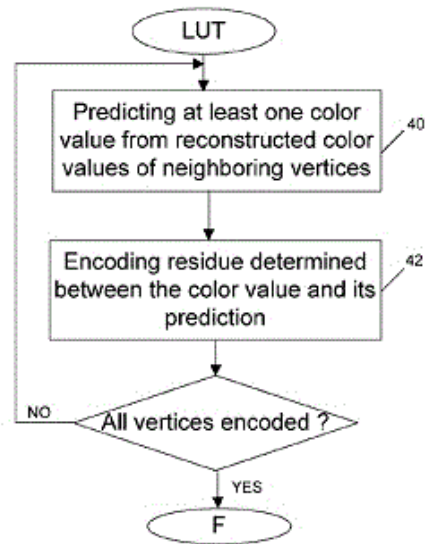 LUT
Predicting at least one color
value from reconstructed color
values of neighboring vertices
40
Encoding residue determined
between the color value and its
prediction
42
All vertices encoded ?
NO
YES
F